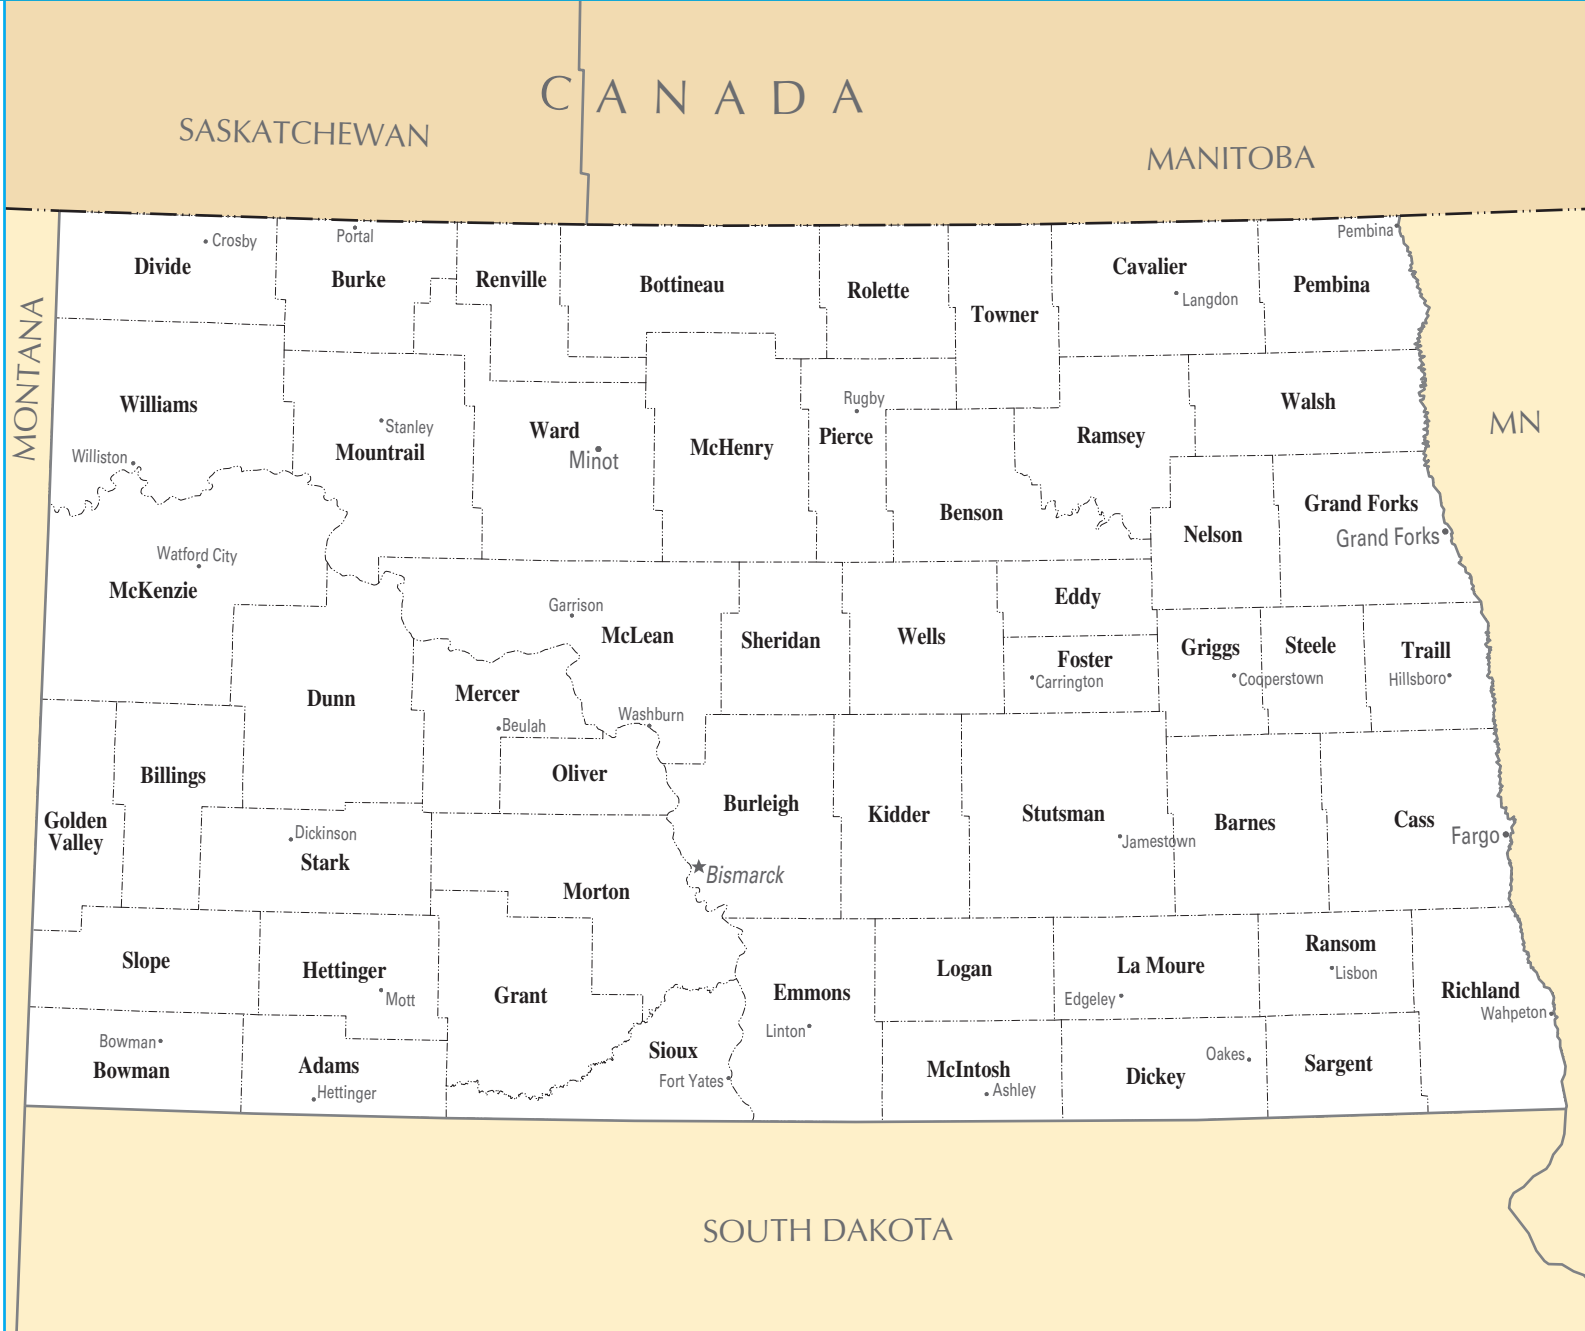 CANADA
SASKATCHEWAN
MANITOBA
MONTANA
MN
SOUTH DAKOTA
Divide
Crosby
Portal
Burke
Renville
Bottineau
Rolette
Towner
Cavalier
Langdon
Pembina
Pembina
Williams
Williston
Stanley
Mountrail
Ward
Minot
McHenry
Rugby
Pierce
Benson
Ramsey
Walsh
Nelson
Grand Forks
Grand Forks
Watford City
McKenzie
Dunn
Garrison
McLean
Washburn
Mercer
Beulah
Oliver
Sheridan
Wells
Eddy
Foster
Carrington
Griggs
Cooperstown
Steele
Traill
Hillsboro
Golden
Valley
Billings
Dickinson
Stark
Morton
Burleigh
Bismarck
Kidder
Stutsman
Jamestown
Barnes
Cass
Fargo
Slope
Hettinger
Mott
Grant
Sioux
Fort Yates
Emmons
Linton
Logan
La Moure
Edgeley
Ransom
Lisbon
Richland
Wahpeton
Bowman
Bowman
Adams
Hettinger
McIntosh
Ashley
Dickey
Oakes
Sargent